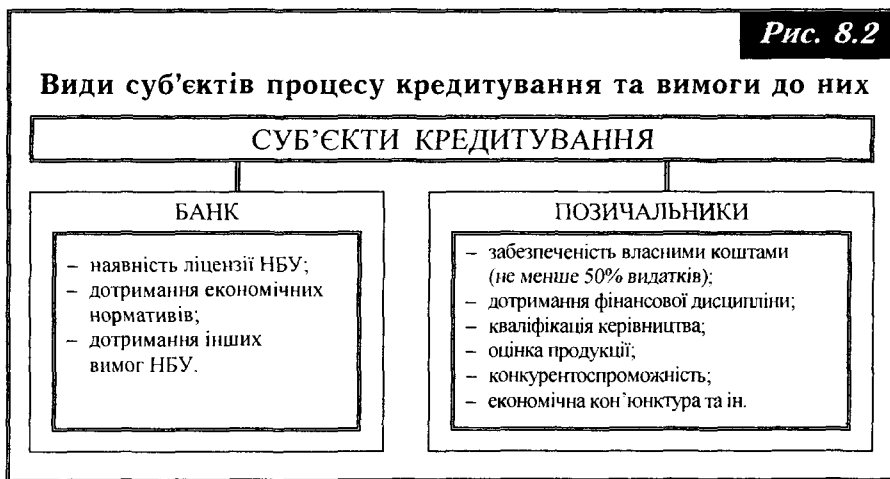 Рис. 8.2
Види суб'єктів процесу кредитування та вимоги до них
СУБ'ЄКТИ КРЕДИТУВАННЯ
БАНК
– наявність ліцензії НБУ;
– дотримання економічних
нормативів;
– дотримання інших
вимог НБУ.
ПОЗИЧАЛЬНИКИ
– забезпеченість власними коштами
(не менше 50% видатків);
– дотримання фінансової дисципліни;
– кваліфікація керівництва;
– оцінка продукції;
– конкурентоспроможність;
– економічна кон'юнктура та ін.